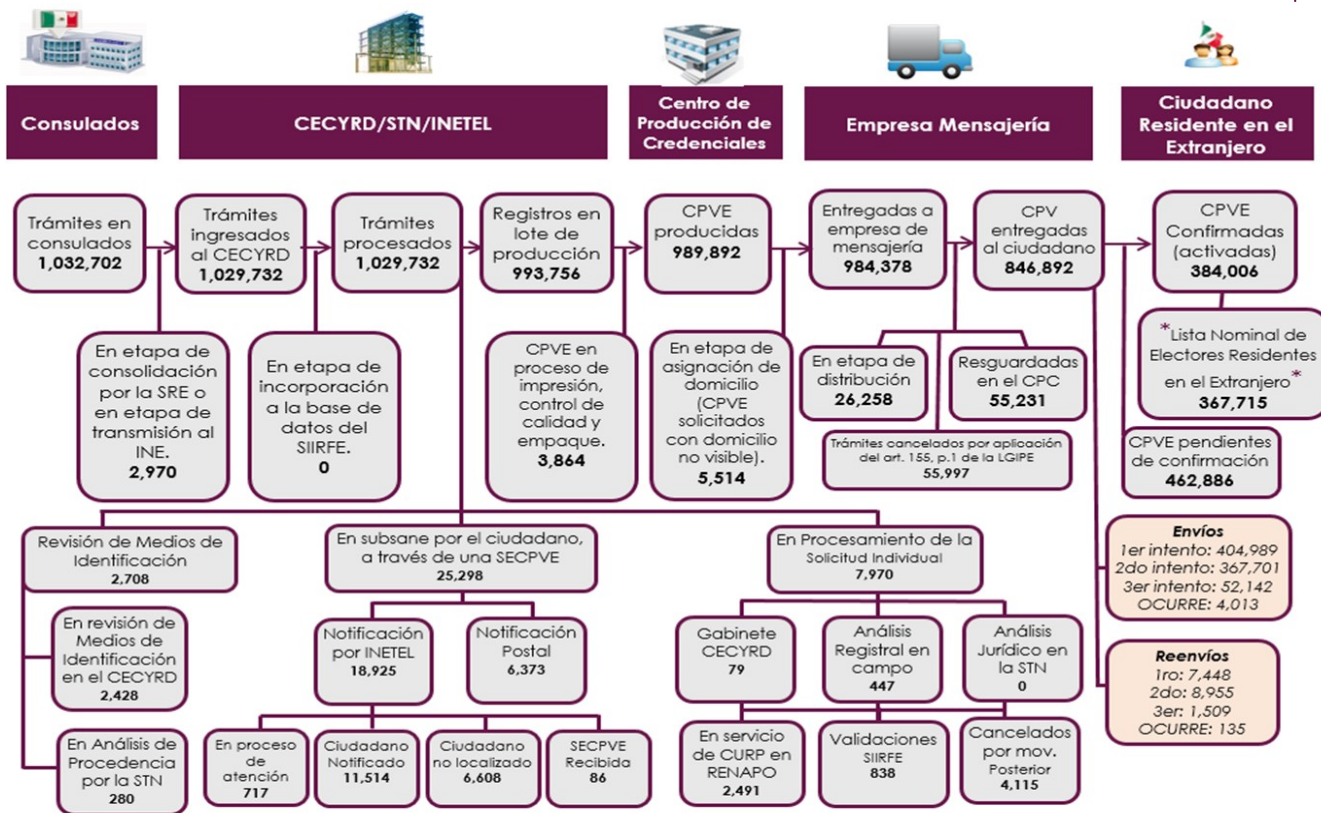 Consulados
CECYRD/STN/INETEL
Centro de
Producción de
Credenciales
Empresa Mensajería
Ciudadano
Residente en el
Extranjero
Trámites en
consulados
1,032,702
Trámites
ingresados
al CECYRD
1,029,732
Trámites
procesados
1,029,732
Registros en
lote de
producción
993,756
CPVE
producidas
989,892
Entregadas a
empresa de
mensajería
984,378
CPV
entregadas
al ciudadano
846,892
CPVE
Confirmadas
(activadas)
384,006
En etapa de
consolidación
por la SRE o
en etapa de
transmisión al
INE.
2,970
En etapa de
incorporación
a la base de
datos del
SIIRFE.
0
CPVE en
proceso de
impresión,
control de
calidad y
empaque.
3,864
En etapa de
asignación de
domicilio
(CPVE
solicitados
con domicilio
no visible).
5,514
En etapa de
distribución
26,258
Resguardadas
en el CPC
55,231
Trámites cancelados por aplicación
del art. 155, p.1 de la LGIPE
55,997
*Lista Nominal de
Electores Residentes
en el Extranjero*
367,715
CPVE pendientes
de confirmación
462,886
Revisión de Medios de
Identificación
2,708
En subsane por el ciudadano,
a través de una SECPVE
25,298
En Procesamiento de la
Solicitud Individual
7,970
Envíos
1er intento: 404,989
2do intento: 367,701
3er intento: 52,142
OCURRE: 4,013
En revisión de
Medios de
Identificación
en el CECYRD
2,428
Notificación
por INETEL
18,925
Notificación
Postal
6,373
Gabinete
CECYRD
79
Análisis
Registral en
campo
447
Análisis
Jurídico en
la STN
0
Reenvíos
1ro: 7,448
2do: 8,955
3er: 1,509
OCURRE: 135
En Análisis de
Procedencia
por la STN
280
En proceso
de
atención
717
Ciudadano
Notificado
11,514
Ciudadano
no localizado
6,608
SECPVE
Recibida
86
En servicio
de CURP en
RENAPO
2,491
Validaciones
SIIRFE
838
Cancelados
por mov.
Posterior
4,115